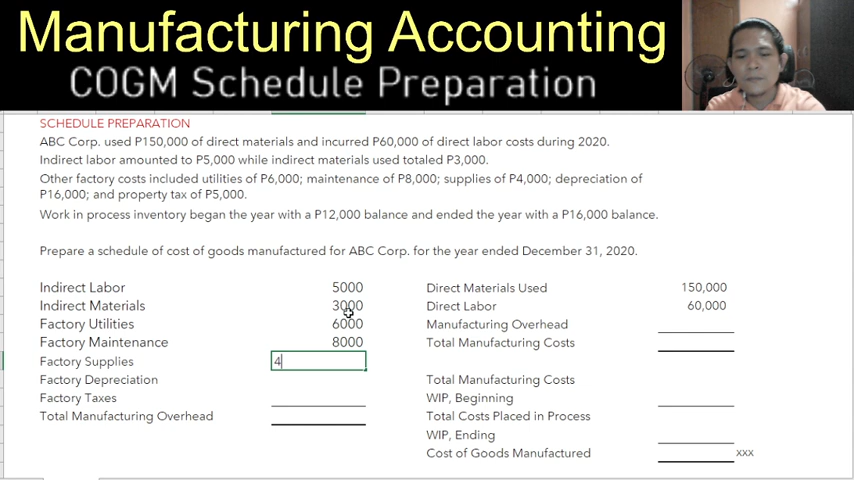 Manufacturing Accounting
COGM Schedule Preparation
SCHEDULE PREPARATION
ABC Corp. used P150,000 of direct materials and incurred P60,000 of direct labor costs during 2020.
Indirect labor amounted to P5,000 while indirect materials used totaled P3,000.
Other factory costs included utilities of P6,000; maintenance of P8,000; supplies of P4,000; depreciation of
P16,000; and property tax of P5,000.
Work in process inventory began the year with a P12,000 balance and ended the year with a P16,000 balance.
Prepare a schedule of cost of goods manufactured for ABC Corp. for the year ended December 31, 2020.
Indirect Labor 5000
Indirect Materials 3000
Factory Utilities 6000
Factory Maintenance 8000
Factory Supplies 4
Factory Depreciation
Factory Taxes
Total Manufacturing Overhead
Direct Materials Used 150,000
Direct Labor 60,000
Manufacturing Overhead
Total Manufacturing Costs
Total Manufacturing Costs
WIP, Beginning
Total Costs Placed in Process
WIP, Ending
Cost of Goods Manufactured xxx